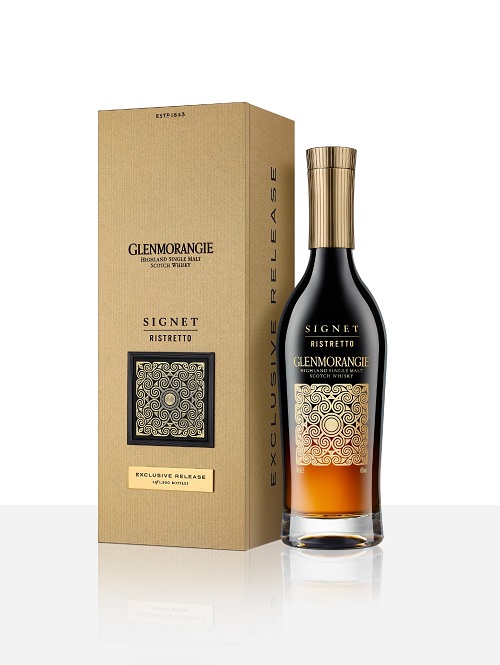 ESTD 1843
GLENMORANGIE
HIGHLAND SINGLE MALT
SCOTCH WHISKY
SIGNET
RISTRETTO
EXCLUSIVE RELEASE
EXCLUSIVE RELEASE
SIGNET
RISTRETTO
GLENMORANGIE
HIGHLAND SINGLE MALT
SCOTCH WHISKY